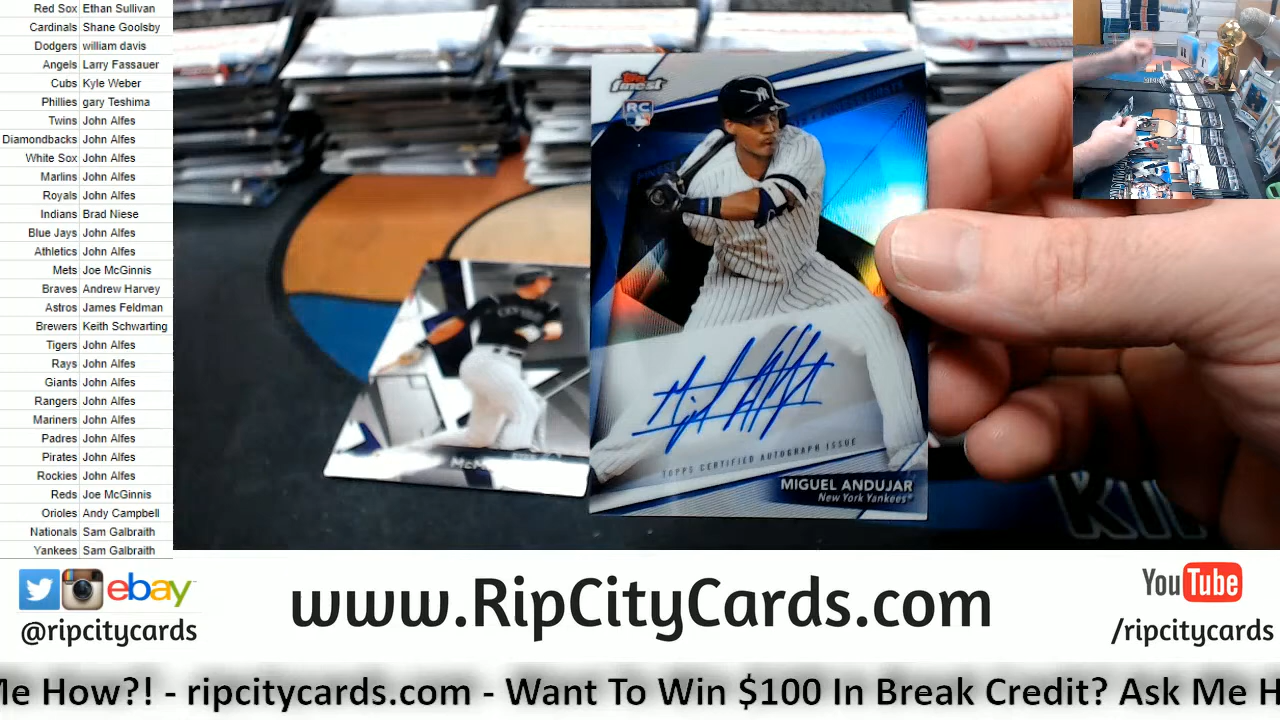 Red Sox Ethan Sullivan
Cardinals Shane Goolsby
Dodgers william davis
Angels Larry Fassauer
Cubs Kyle Weber
Phillies gary Teshima
Twins John Alfes
Diamondbacks John Alfes
White Sox John Alfes
Marlins John Alfes
Royals John Alfes
Indians Brad Niese
Blue Jays John Alfes
Athletics John Alfes
Mets Joe McGinnis
Braves Andrew Harvey
Astros James Feldman
Brewers Keith Schwarting
Tigers John Alfes
Rays John Alfes
Giants John Alfes
Rangers John Alfes
Mariners John Alfes
Padres John Alfes
Pirates John Alfes
Rockies John Alfes
Reds Joe McGinnis
Orioles Andy Campbell
Nationals Sam Galbraith
Yankees Sam Galbraith
Topps
Finest
RC
TOPPS CERTIFIED AUTOGRAPH ISSUE
MIGUEL ANDUJAR
New York Yankees
ebay
@ripcitycards
www.RipCityCards.com
YouTube
/ripcitycards
Me How?! - ripcitycards.com - Want To Win $100 In Break Credit? Ask Me H